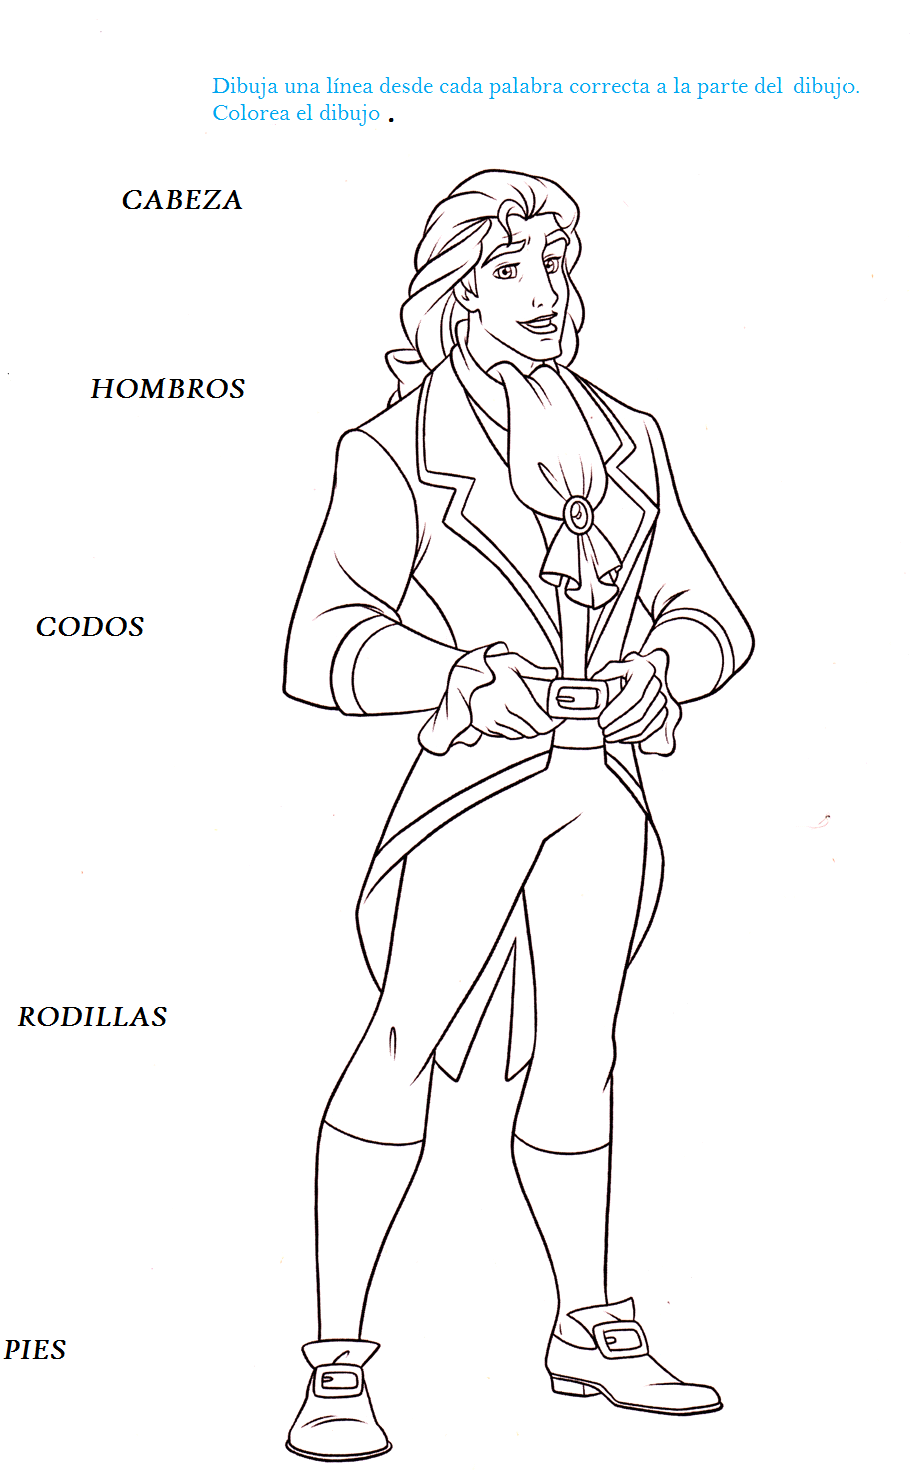 Dibuja una línea desde cada palabra correcta a la parte del dibujo.
Colorea el dibujo .
CABEZA
HOMBROS
CODOS
RODILLAS
PIES